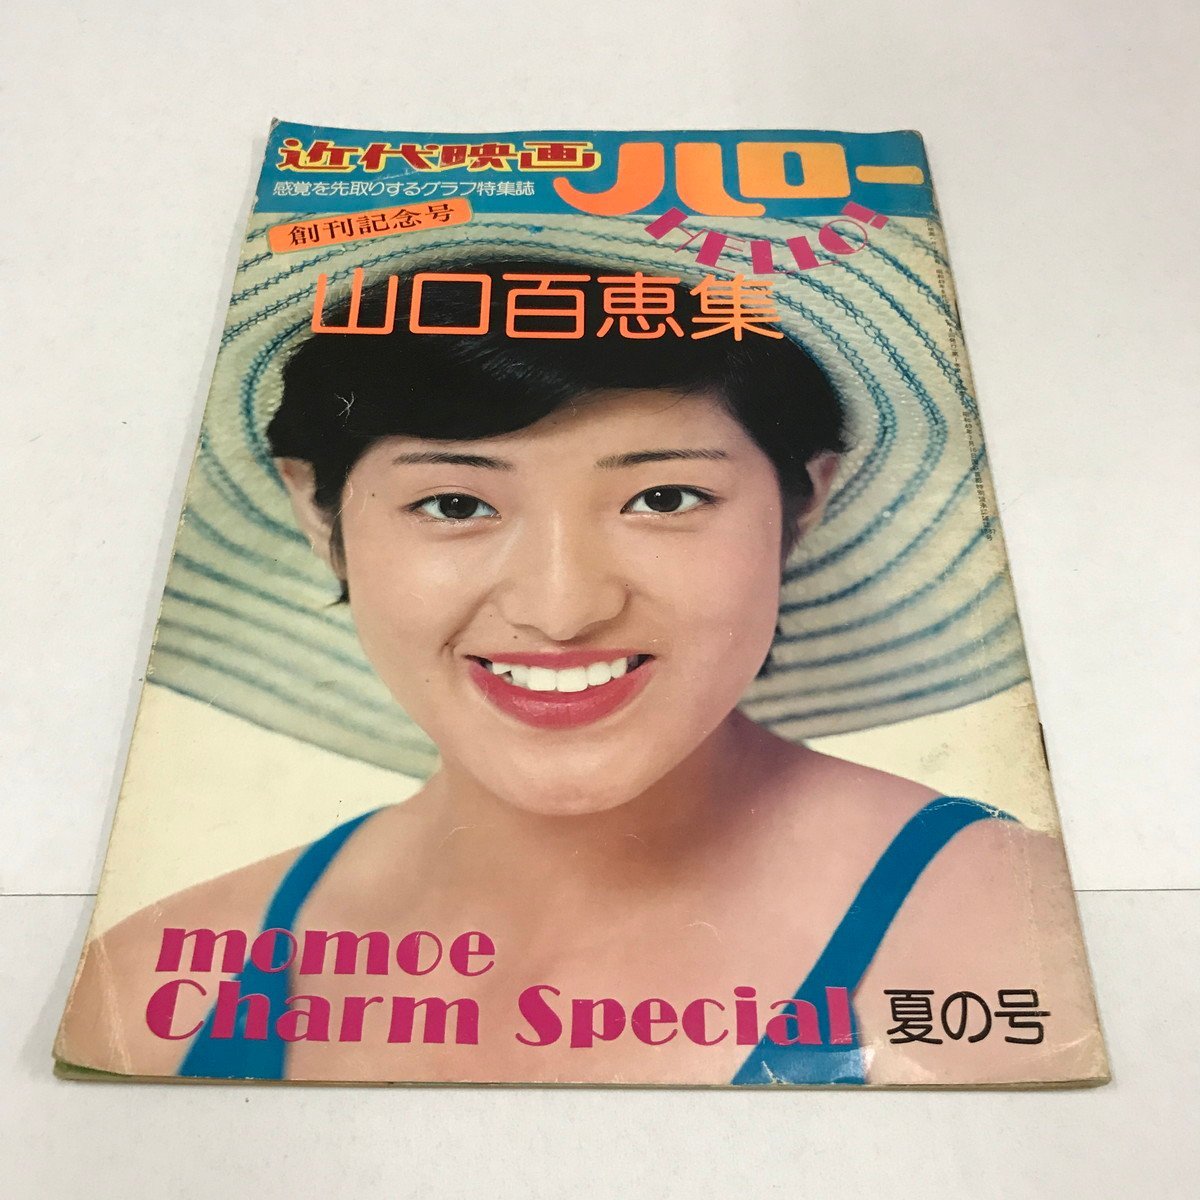 近代映画 ハロー
感覚を先取りするグラフ特集誌
HELLO!
創刊記念号
山口百恵集
momoe
Charm Special 夏の号